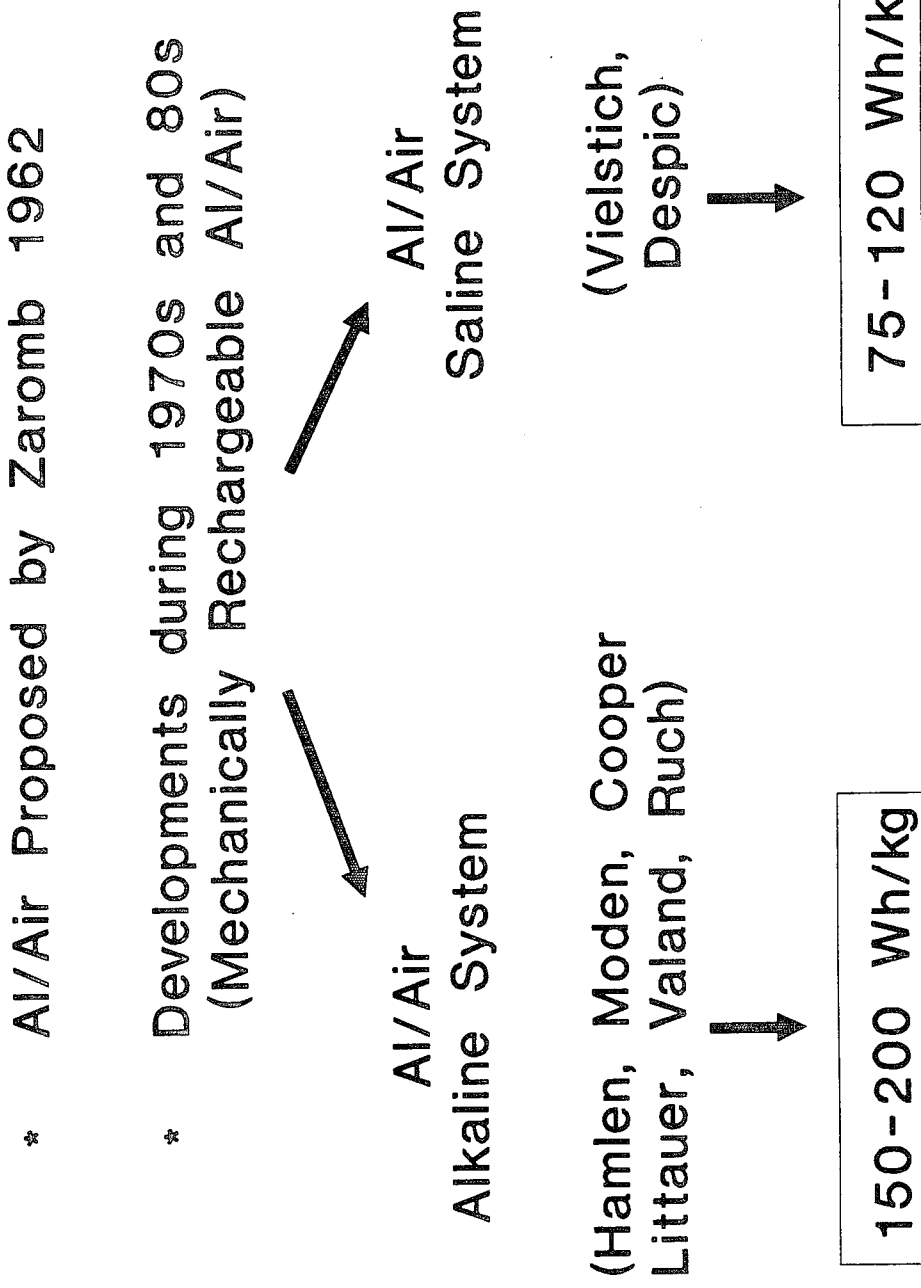 * Al/Air Proposed by Zaromb 1962
* Developments during 1970s and 80s
(Mechanically Rechargeable Al/Air)
Al/Air
Alkaline System
(Hamlen, Moden, Cooper
Littauer, Valand, Ruch)
150-200 Wh/kg
Al/Air
Saline System
(Vielstich,
Despic)
75-120 Wh/k